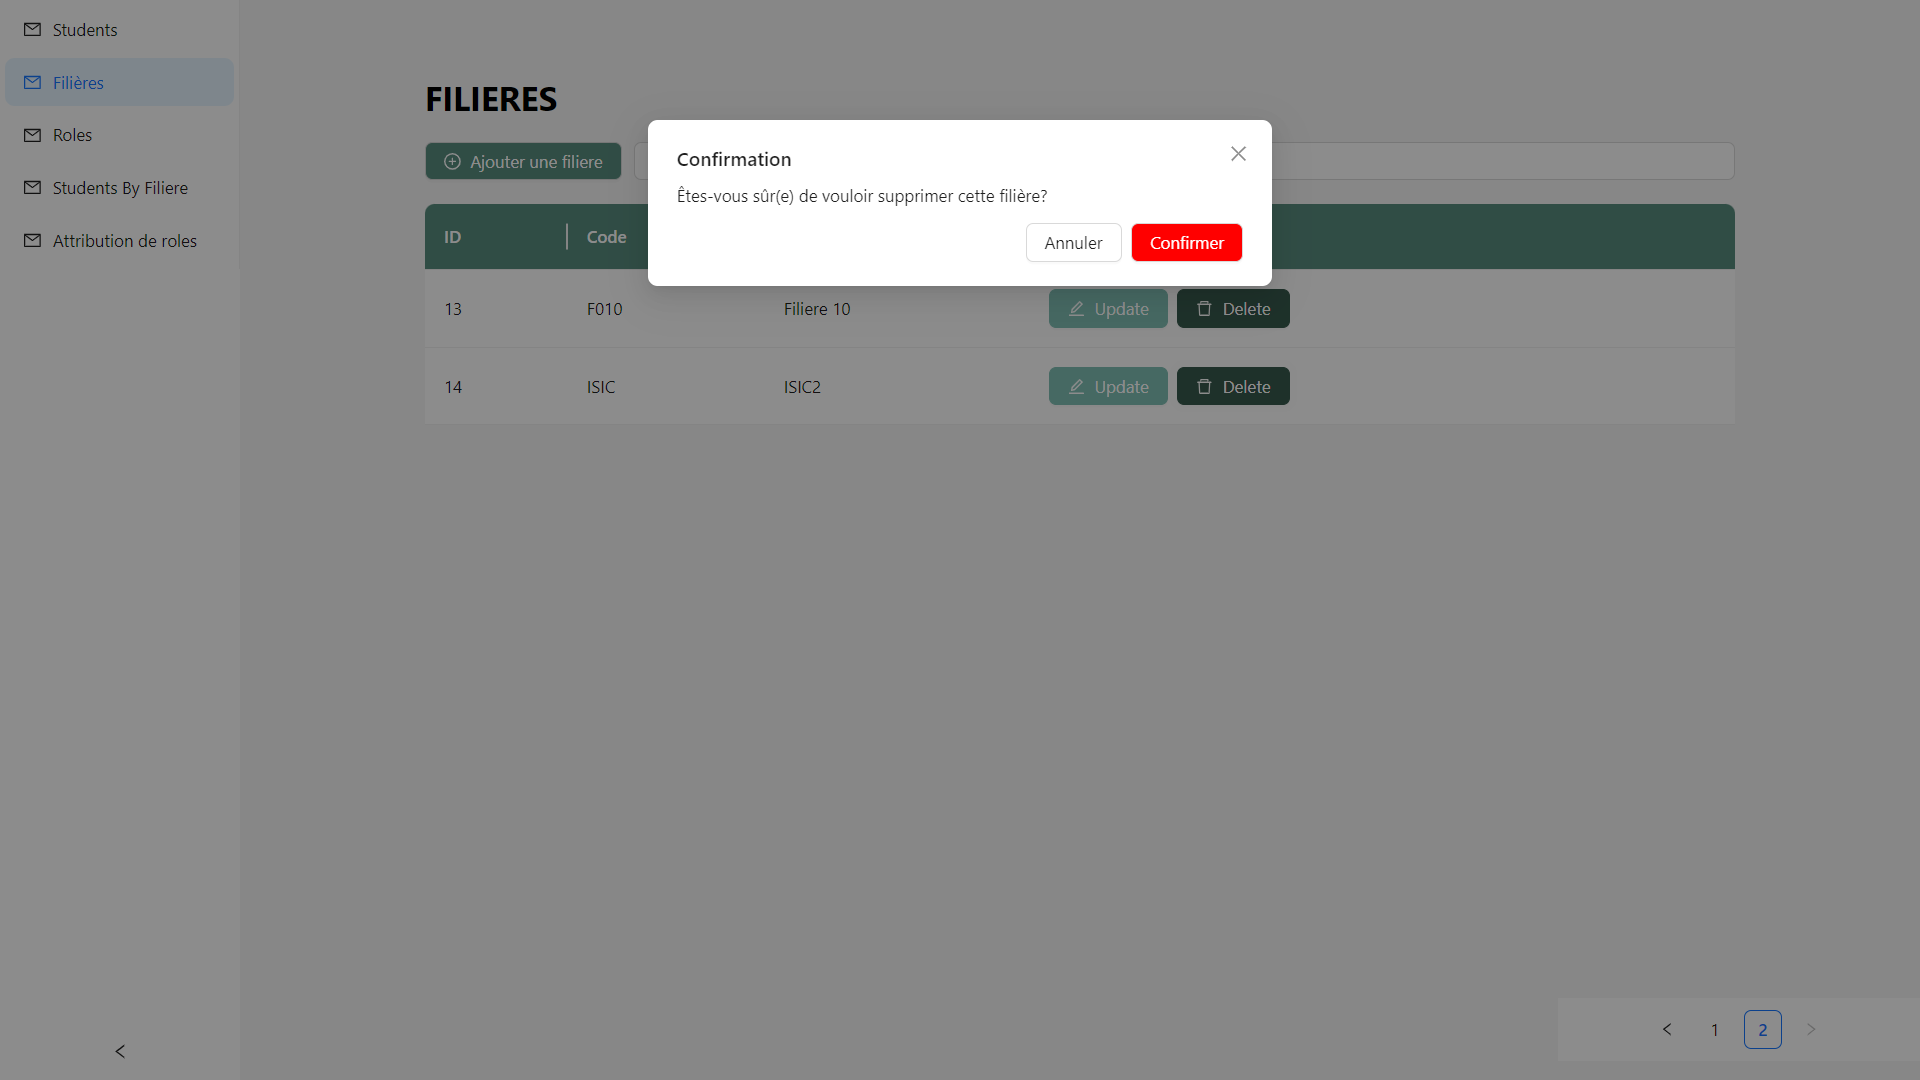 Students
Filières
Roles
Students By Filiere
Attribution de roles
FILIERES
Ajouter une filiere
Confirmation
Êtes-vous sûr(e) de vouloir supprimer cette filière?
Annuler Confirmer
ID Code
13 F010 Filiere 10 Update Delete
14 ISIC ISIC2 Update Delete
1 2